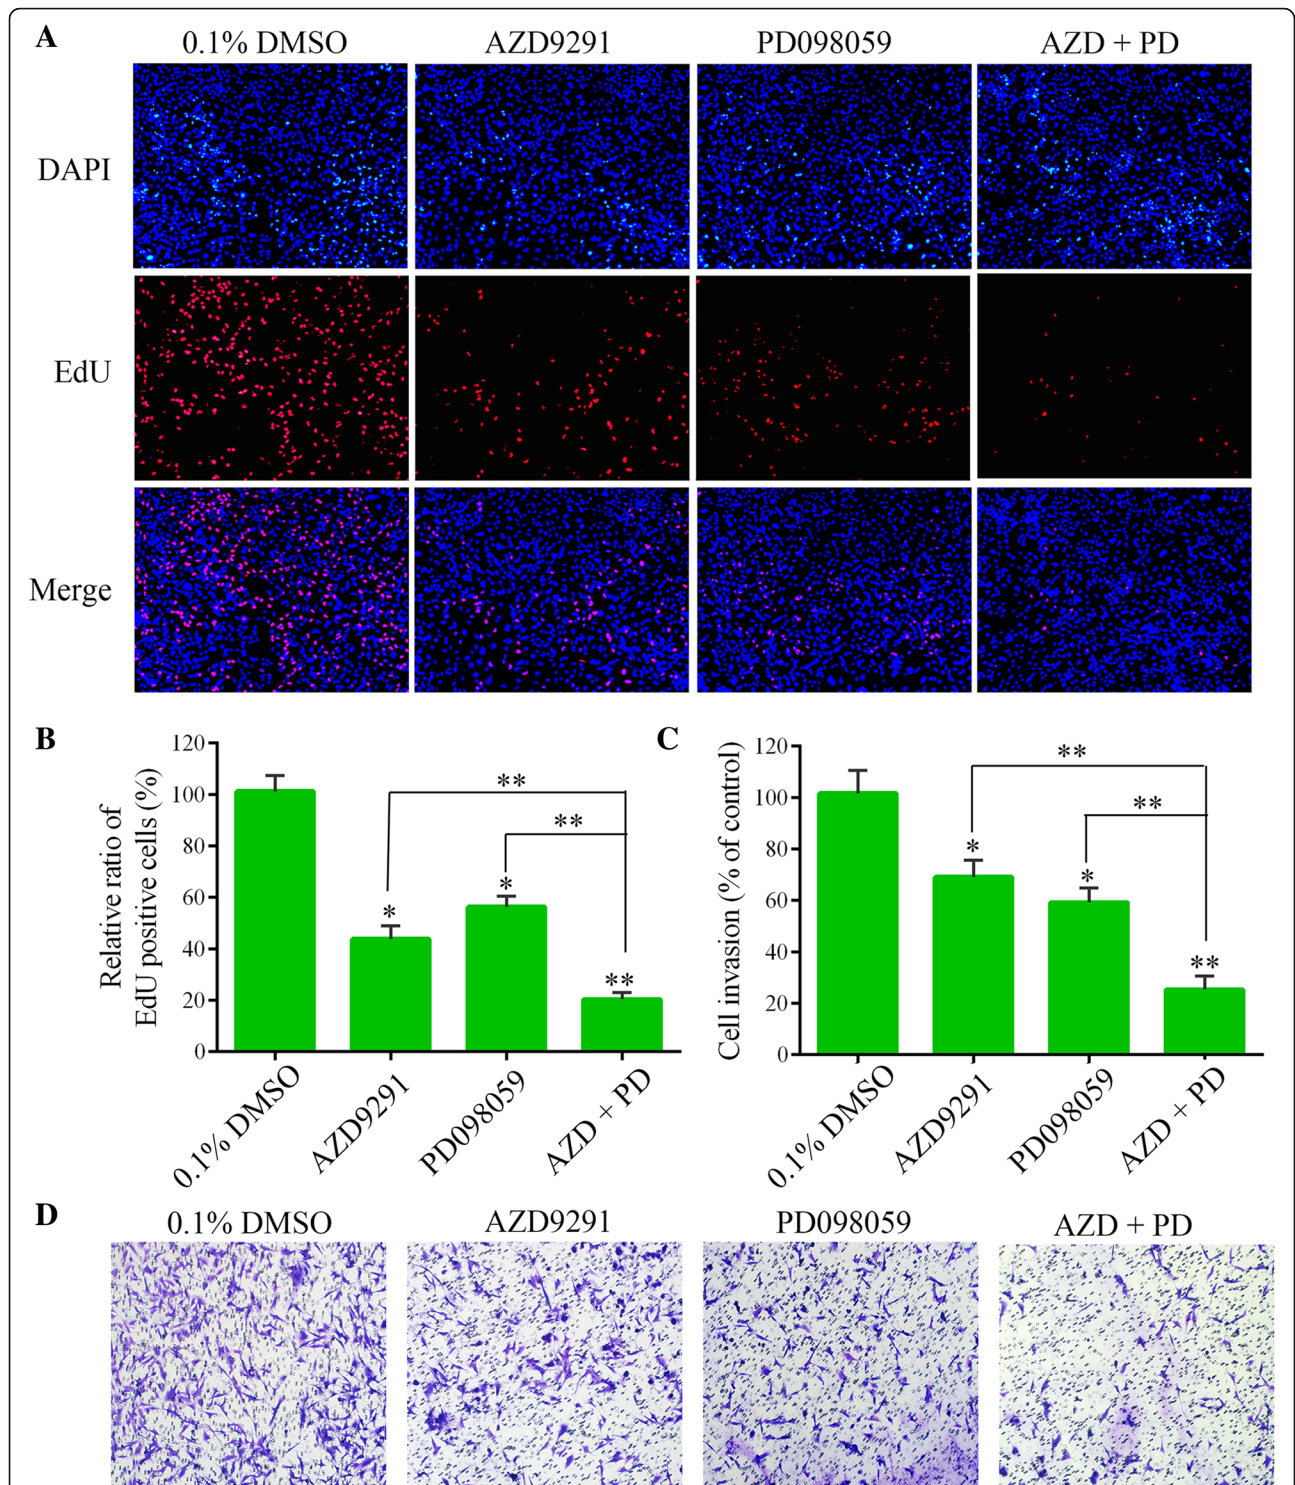 A
0.1% DMSO
AZD9291
PD098059
AZD + PD
DAPI
EdU
Merge
B
Relative ratio of
EdU positive cells (%)
120
100
80
60
40
20
0
*
*
**
**
**
0.1% DMSO
AZD9291
PD098059
AZD + PD
C
Cell invasion (% of control)
120
100
80
60
40
20
0
*
*
**
**
**
0.1% DMSO
AZD9291
PD098059
AZD + PD
D
0.1% DMSO
AZD9291
PD098059
AZD + PD